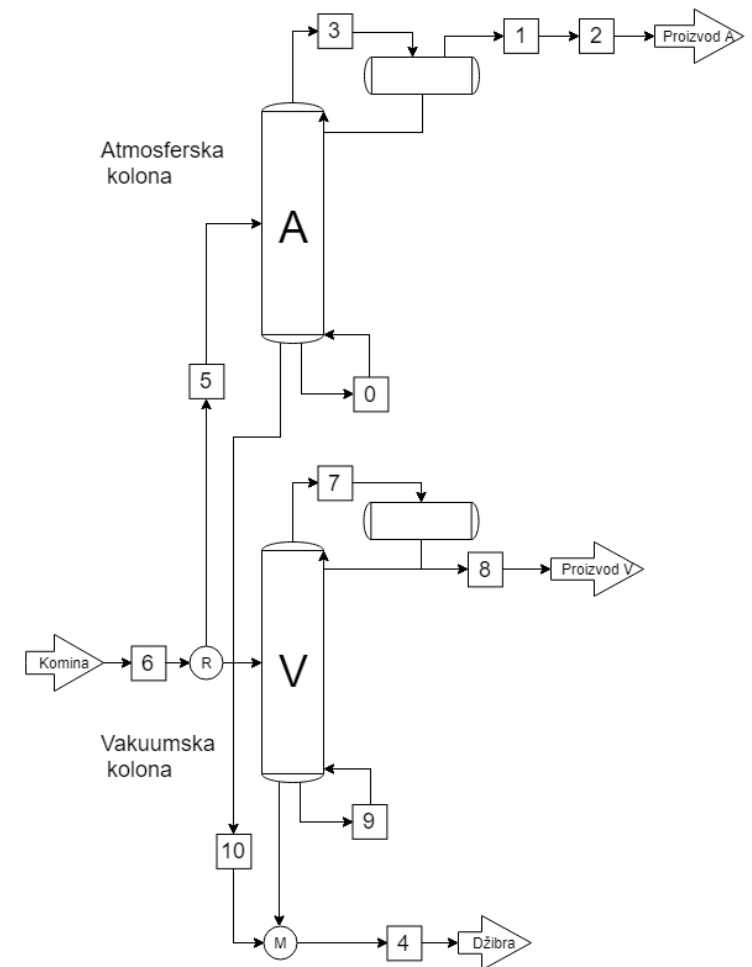 3
1
2
Proizvod A
Atmosferska
kolona
A
5
0
7
8
Proizvod V
Komina
6
R
V
Vakuumska
kolona
9
10
M
4
Džibra